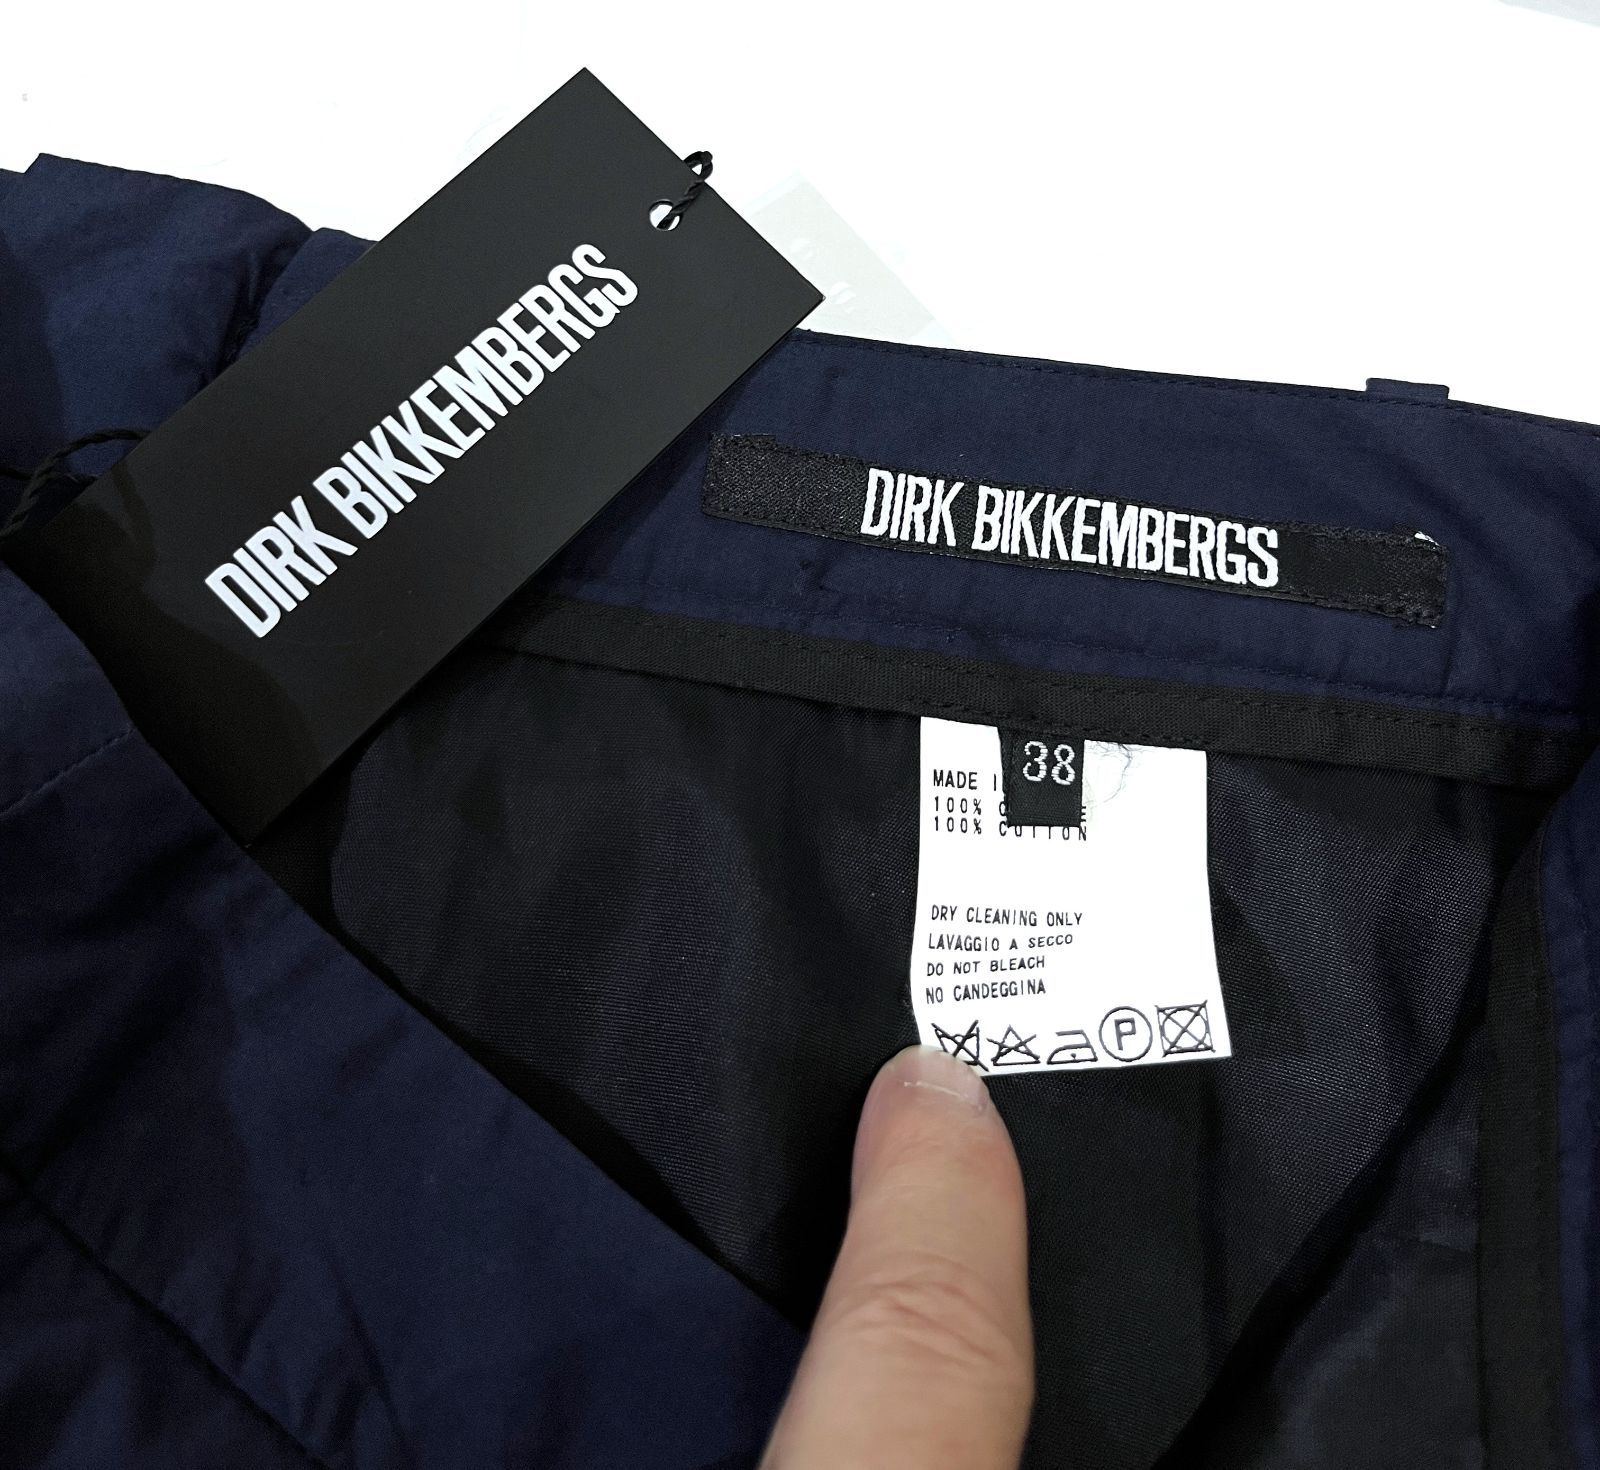 DIRK BIKKEMBERGS
DIRK BIKKEMBERGS
38
MADE
100%
100% COTTON
DRY CLEANING ONLY
LAVAGGIO A SECCO
DO NOT BLEACH
NO CANDEGGINA
P